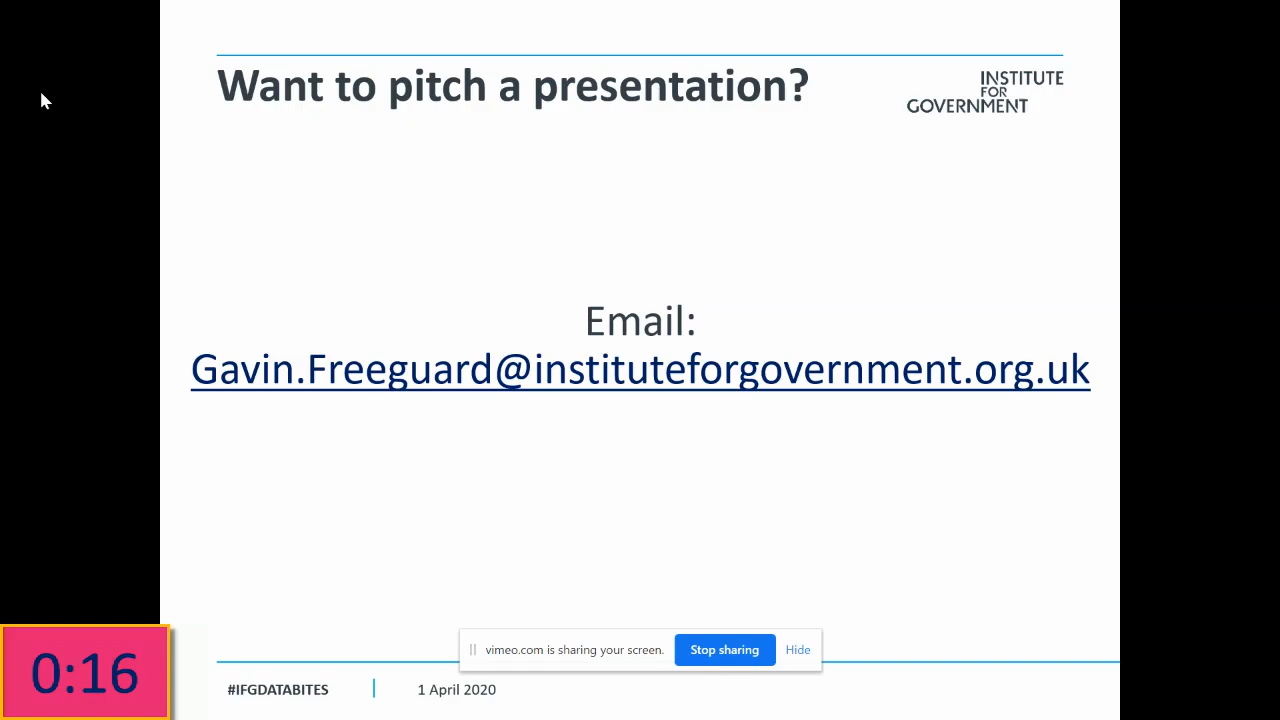 Want to pitch a presentation?
INSTITUTE
FOR
GOVERNMENT
Email:
Gavin.Freeguard@instituteforgovernment.org.uk
vimeo.com is sharing your screen.
Stop sharing
Hide
0:16
#IFGDATABITES
1 April 2020